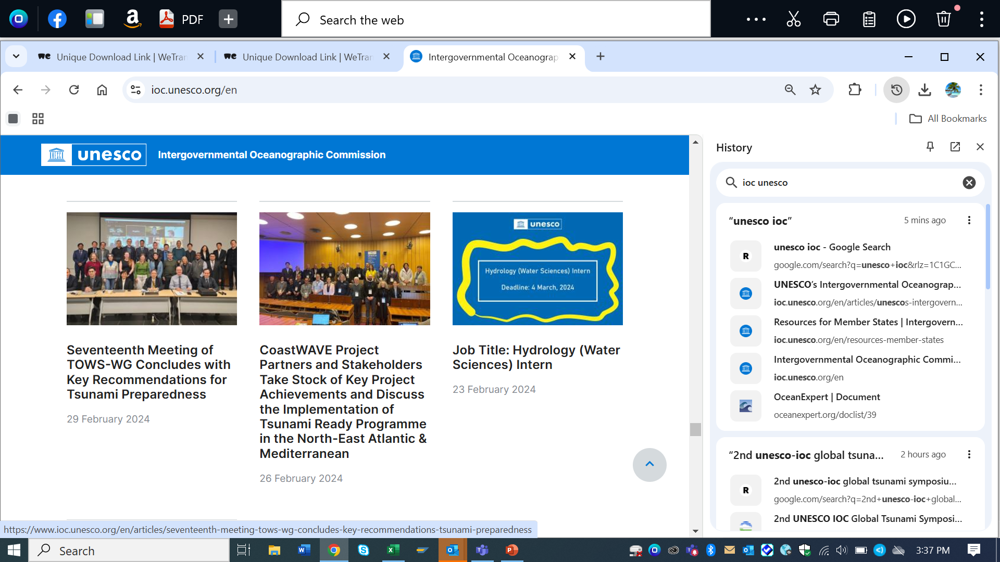 PDF
Search the web
Unique Download Link | WeTran
Unique Download Link | WeTran
Intergovernmental Oceanograp
ioc.unesco.org/en
All Bookmarks
unesco
Intergovernmental Oceanographic Commission
unesco
Hydrology (Water Sciences) Intern
Deadline: 4 March, 2024
Seventeenth Meeting of
TOWS-WG Concludes with
Key Recommendations for
Tsunami Preparedness
29 February 2024
CoastWAVE Project
Partners and Stakeholders
Take Stock of Key Project
Achievements and Discuss
the Implementation of
Tsunami Ready Programme
in the North-East Atlantic &
Mediterranean
26 February 2024
Job Title: Hydrology (Water
Sciences) Intern
23 February 2024
History
ioc unesco
“unesco ioc”
5 mins ago
R
unesco ioc - Google Search
google.com/search?q=unesco+ioc&rlz=1C1GC...
UNESCO’s Intergovernmental Oceanograp...
ioc.unesco.org/en/articles/unescos-intergovern...
Resources for Member States | Intergovern...
ioc.unesco.org/en/resources-member-states
Intergovernmental Oceanographic Commi...
ioc.unesco.org/en
OceanExpert | Document
oceanexpert.org/doclist/39
“2nd unesco-ioc global tsuna...
2 hours ago
R
2nd unesco-ioc global tsunami symposiu...
google.com/search?q=2nd+unesco-ioc+global...
2nd UNESCO IOC Global Tsunami Symposi...
https://www.ioc.unesco.org/en/articles/seventeenth-meeting-tows-wg-concludes-key-recommendations-tsunami-preparedness
Search
3:37 PM